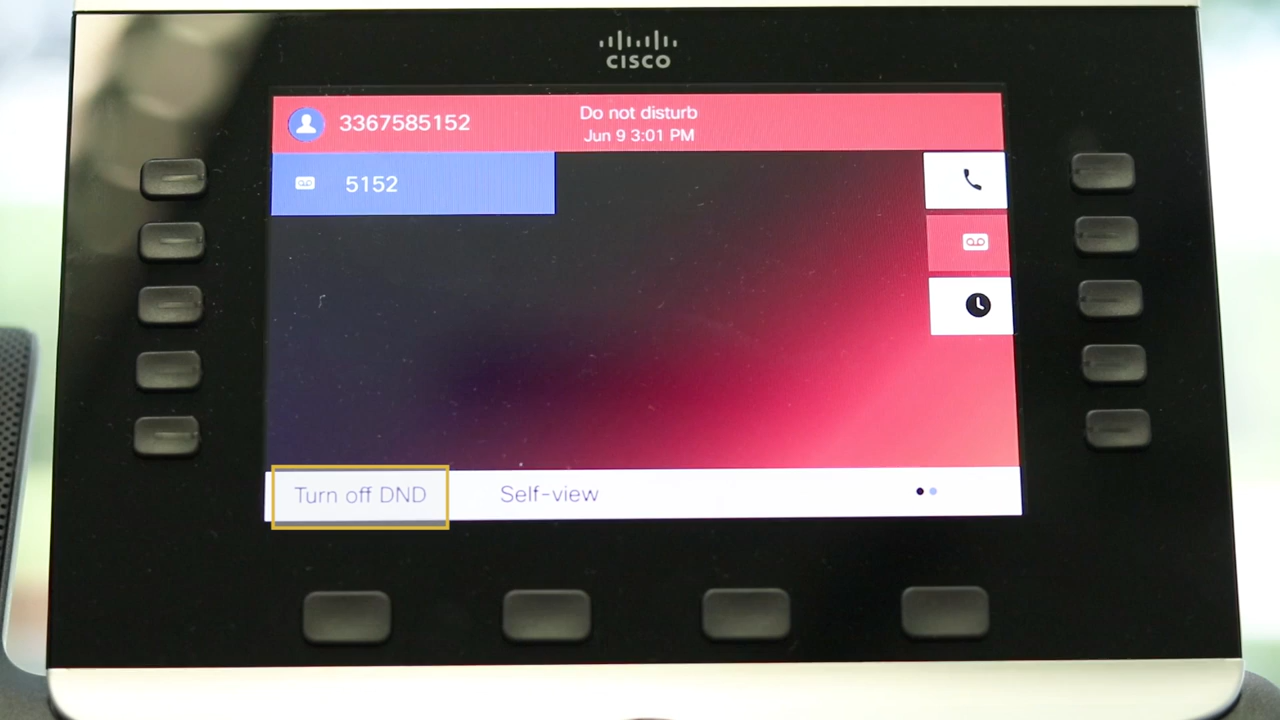 CISCO
3367585152
Do not disturb
Jun 9 3:01 PM
5152
Turn off DND
Self-view